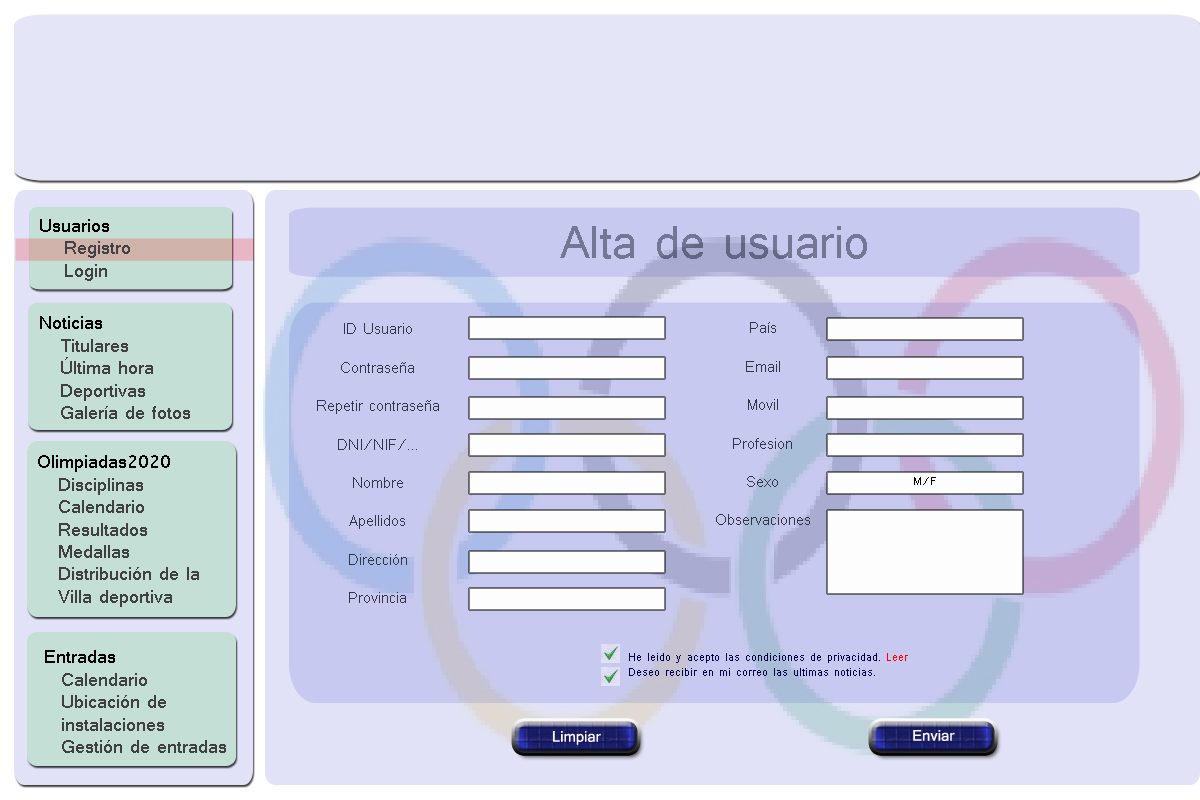 Usuarios
Registro
Login
Noticias
Titulares
Última hora
Deportivas
Galería de fotos
Olimpiadas2020
Disciplinas
Calendario
Resultados
Medallas
Distribución de la
Villa deportiva
Entradas
Calendario
Ubicación de
instalaciones
Gestión de entradas
Alta de usuario
ID Usuario
Contraseña
Repetir contraseña
DNI/NIF/...
Nombre
Apellidos
Dirección
Provincia
País
Email
Movil
Profesion
Sexo M/F
Observaciones
He leido y acepto las condiciones de privacidad. Leer
Deseo recibir en mi correo las ultimas noticias.
Limpiar
Enviar